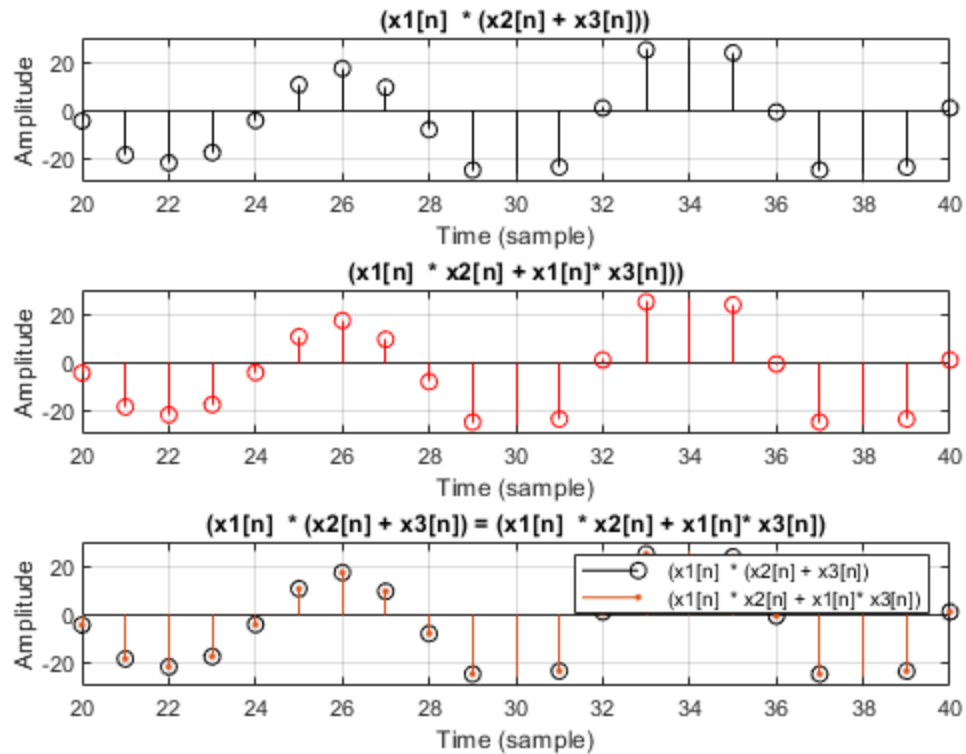 (x1[n]  * (x2[n] + x3[n]))
20
0
-20
Amplitude
20 22 24 26 28 30 32 34 36 38 40
Time (sample)
(x1[n]  * x2[n] + x1[n]* x3[n]))
20
0
-20
Amplitude
20 22 24 26 28 30 32 34 36 38 40
Time (sample)
(x1[n]  * (x2[n] + x3[n]) = (x1[n]  * x2[n] + x1[n]* x3[n])
20
0
-20
Amplitude
(x1[n]  * (x2[n] + x3[n])
(x1[n]  * x2[n] + x1[n]* x3[n])
20 22 24 26 28 30 32 34 36 38 40
Time (sample)